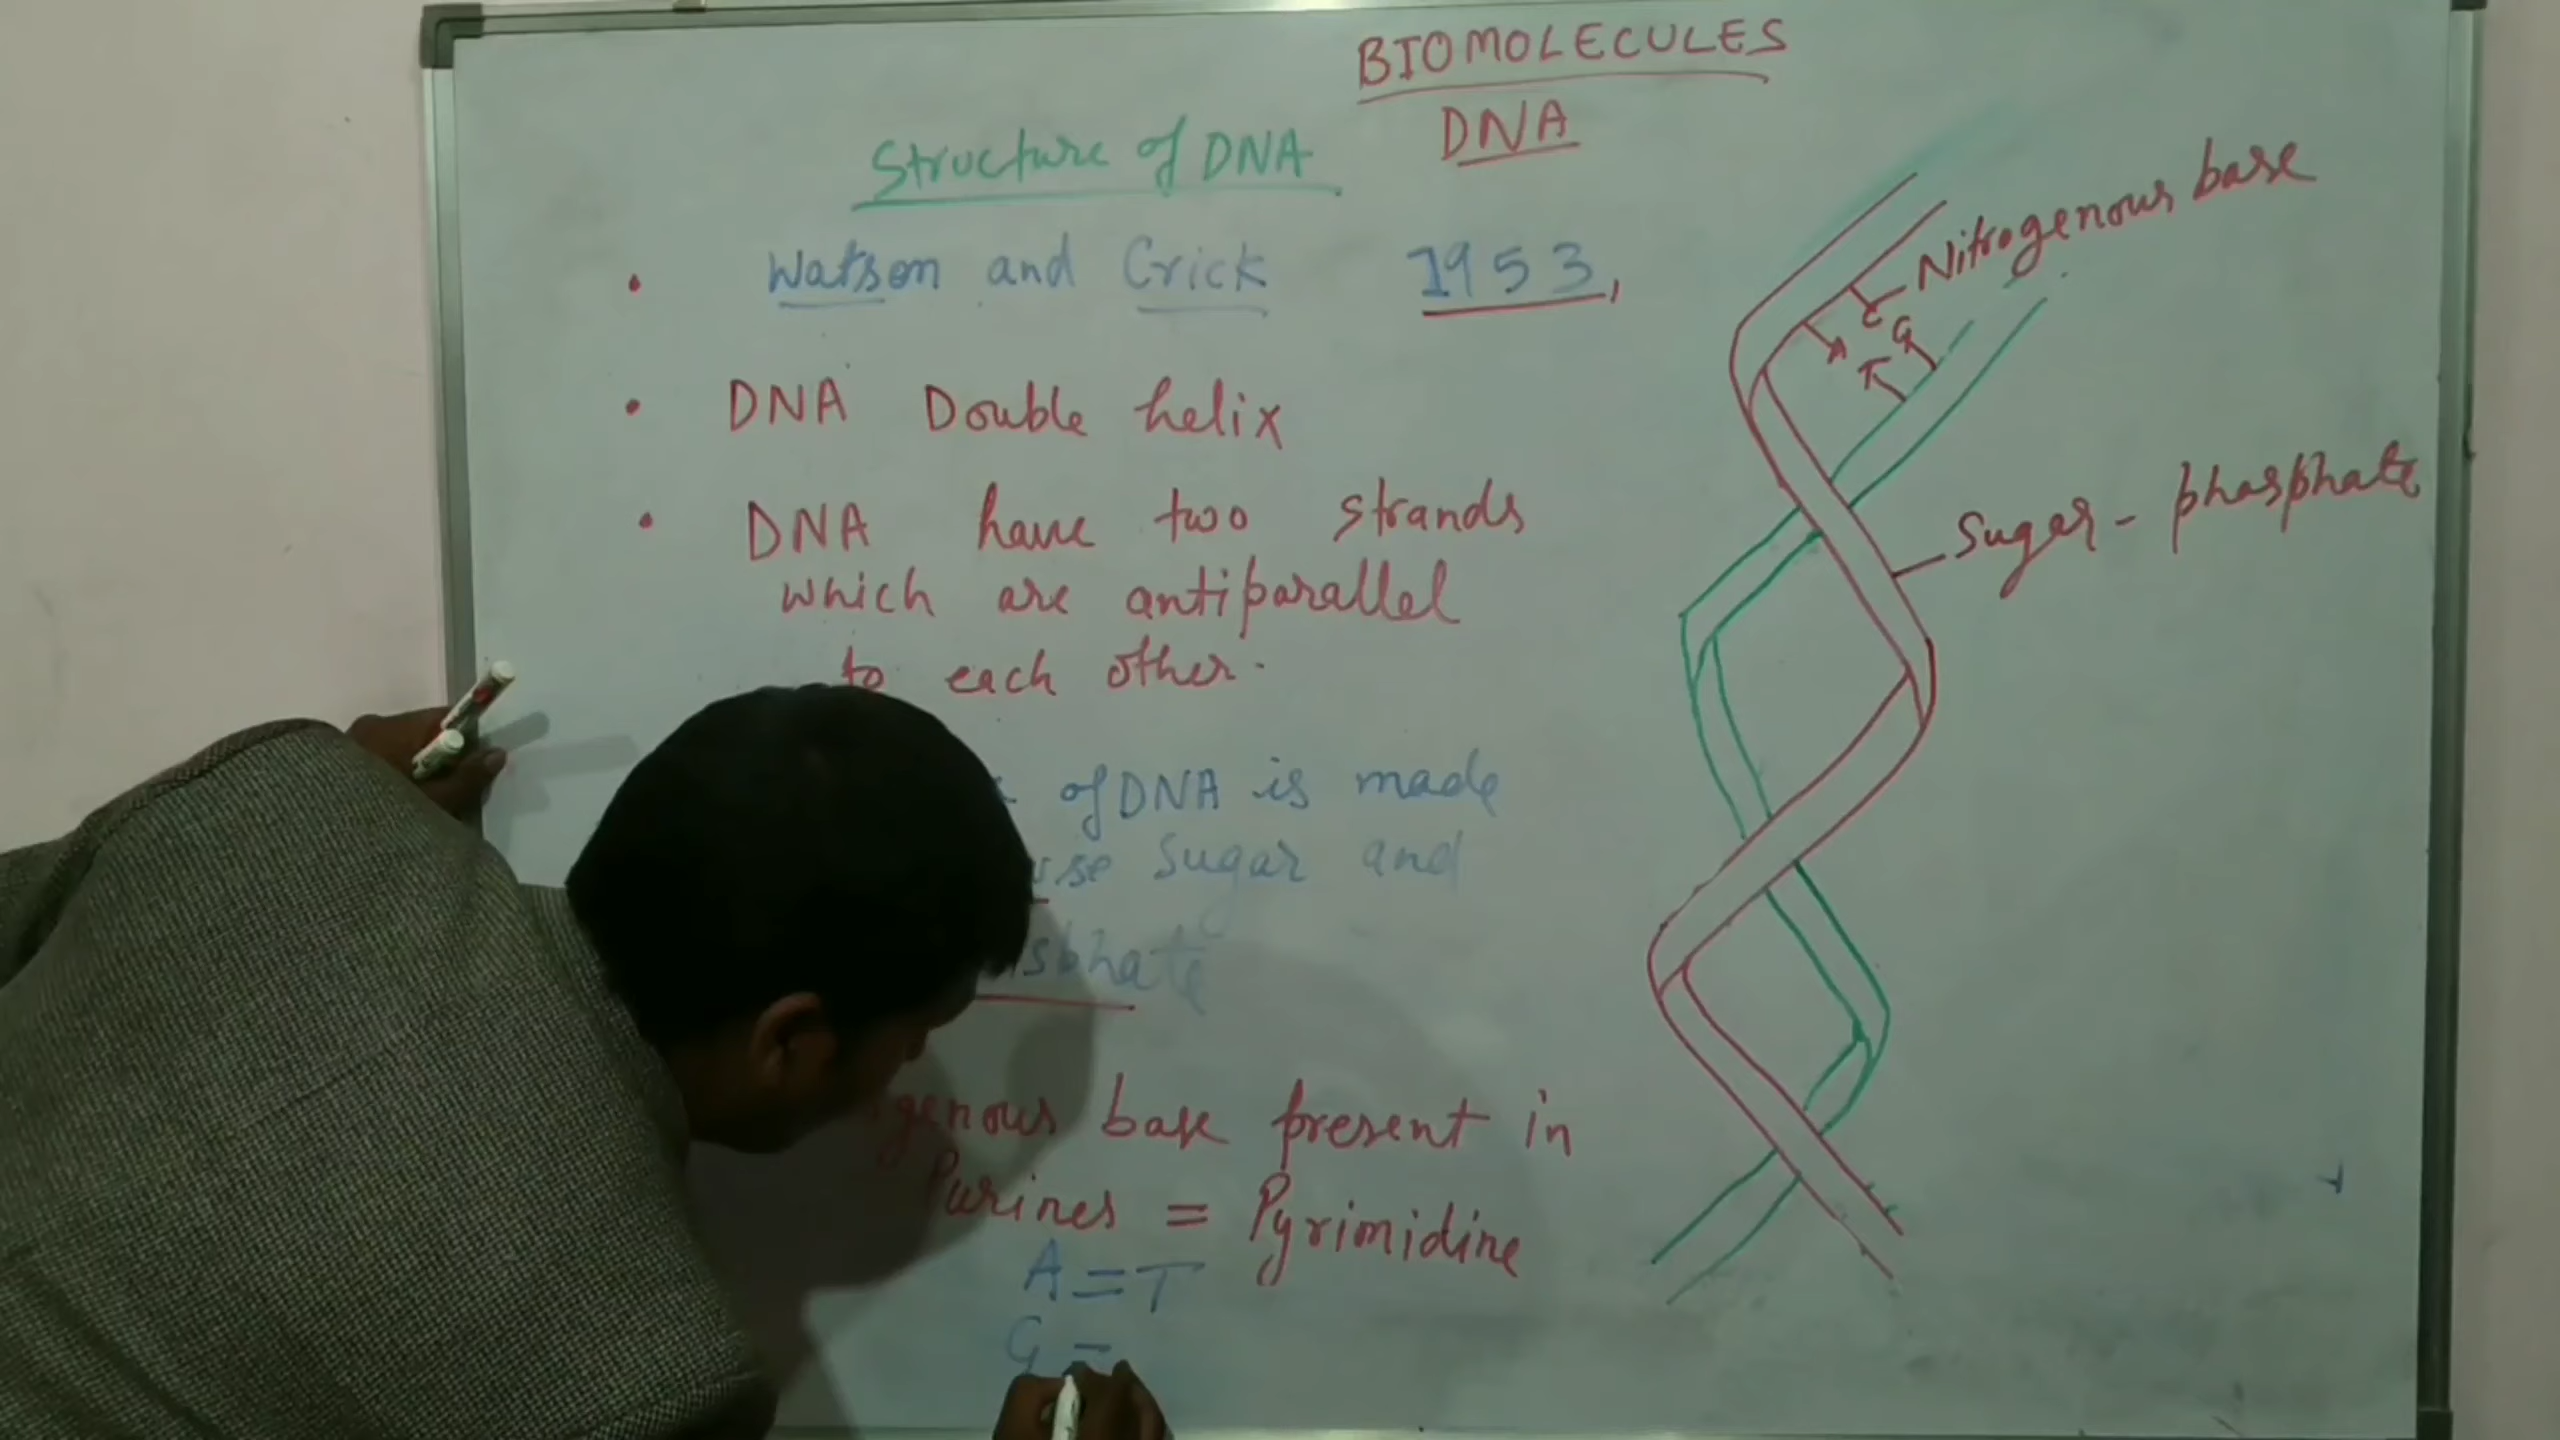 BIOMOLECULES
DNA
Structure of DNA
• Watson and Crick 1953,
• DNA Double helix
• DNA have two strands
which are antiparallel
to each other.
of DNA is made
Sugar and
base present in
Purines = Pyrimidine
A = T
G =
Nitrogenous base
C
G
A
T
Sugar - phosphate